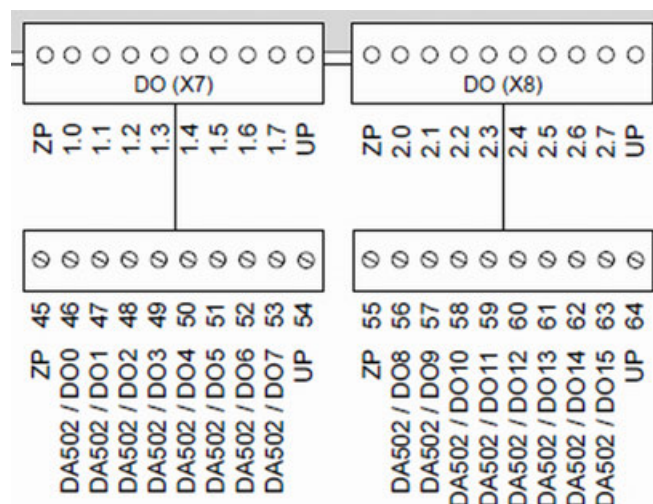 DO (X7)
DO (X8)
ZP 1.0 1.1 1.2 1.3 1.4 1.5 1.6 1.7 UP
ZP 2.0 2.1 2.2 2.3 2.4 2.5 2.6 2.7 UP
45 46 47 48 49 50 51 52 53 54
55 56 57 58 59 60 61 62 63 64
ZP
DA502 / DO0
DA502 / DO1
DA502 / DO2
DA502 / DO3
DA502 / DO4
DA502 / DO5
DA502 / DO6
DA502 / DO7
UP
ZP
DA502 / DO8
DA502 / DO9
DA502 / DO10
DA502 / DO11
DA502 / DO12
DA502 / DO13
DA502 / DO14
DA502 / DO15
UP